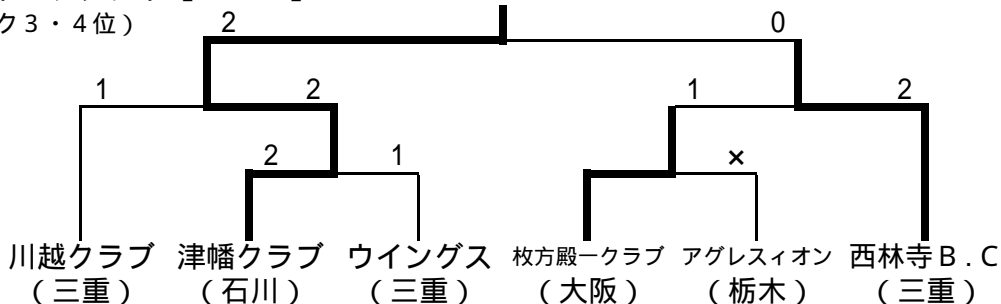 ク３・４位）
2 0
1 2 1 2
2 1 ×
川越クラブ 津幡クラブ ウイングス 枚方殿一クラブ アグレスィオン 西林寺Ｂ．Ｃ
（三重） （石川） （三重） （大阪） （栃木） （三重）